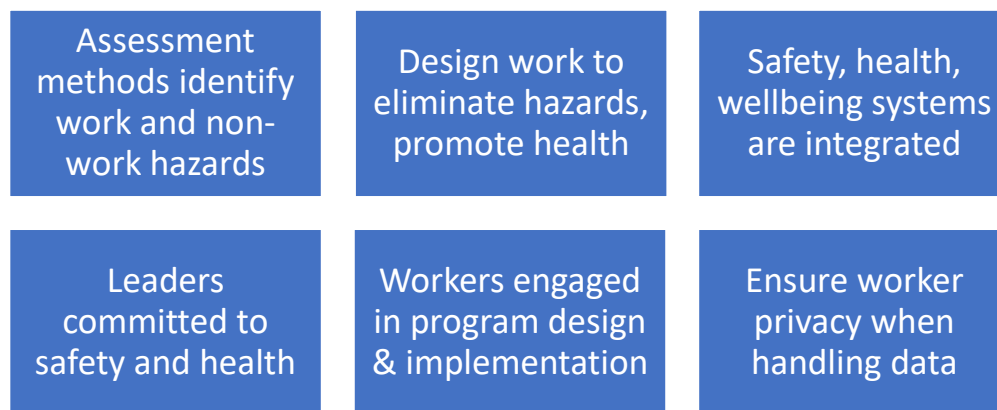 Assessment
methods identify
work and non-
work hazards
Design work to
eliminate hazards,
promote health
Safety, health,
wellbeing systems
are integrated
Leaders
committed to
safety and health
Workers engaged
in program design
& implementation
Ensure worker
privacy when
handling data